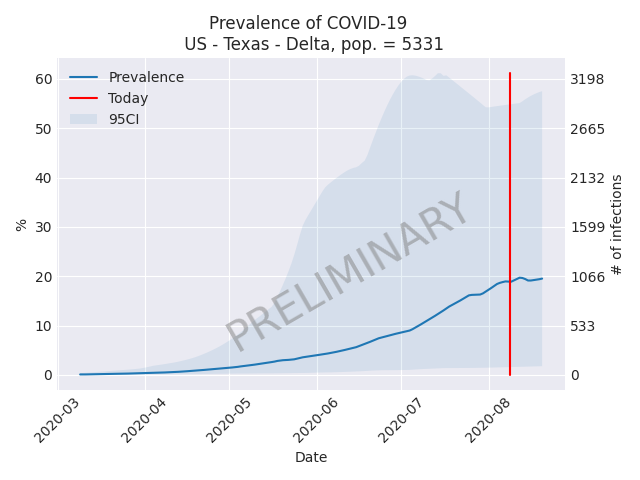 Prevalence of COVID-19
US - Texas - Delta, pop. = 5331
Prevalence
Today
95CI
PRELIMINARY
%
60
50
40
30
20
10
0
3198
2665
2132
1599
1066
533
0
# of infections
2020-03
2020-04
2020-05
2020-06
2020-07
2020-08
Date